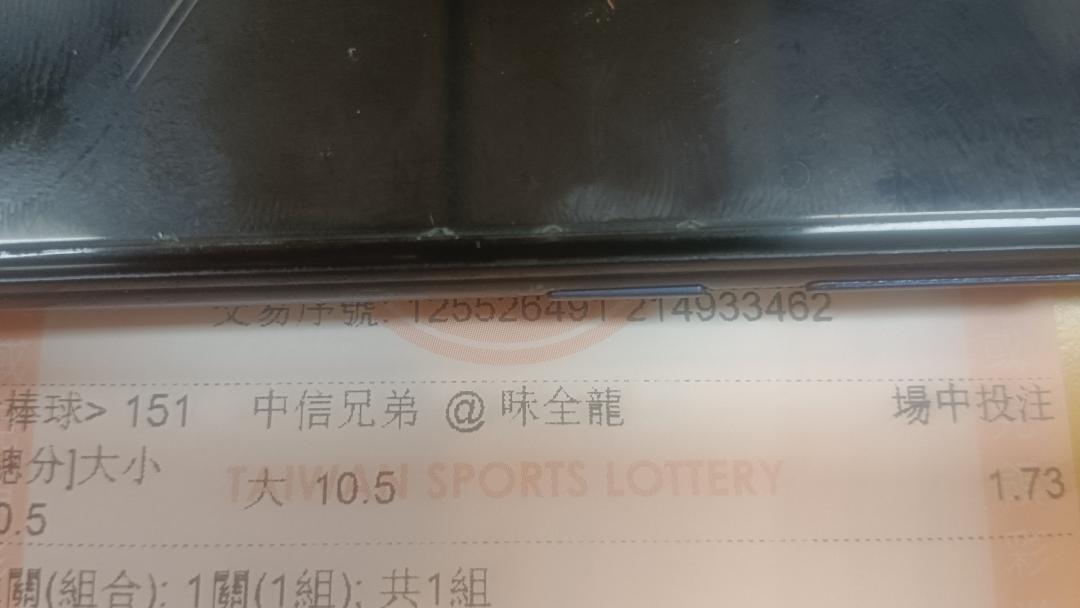 交易序號: 125526491 214933462
棒球> 151 中信兄弟 @ 味全龍 場中投注
總分]大小
TAIWAN SPORTS LOTTERY
大 10.5 1.73
0.5
關(組合): 1關(1組); 共1組